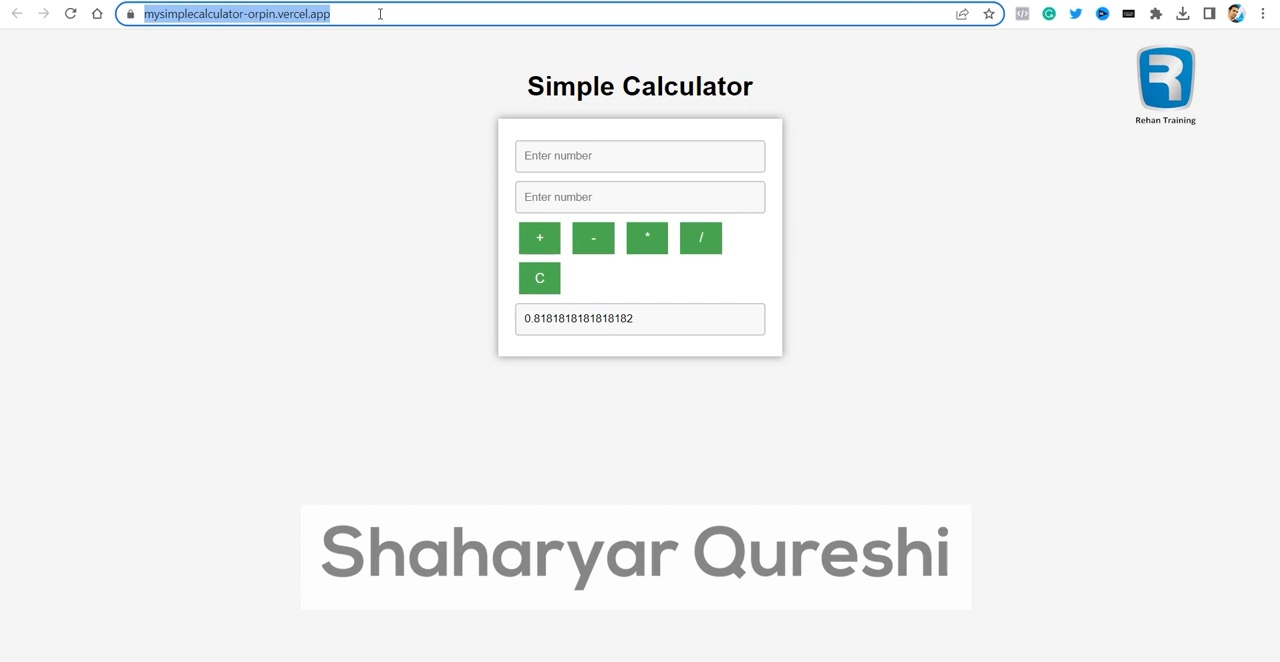 mysimplecalculator-orpin.vercel.app
Simple Calculator
Rehan Training
Enter number
Enter number
+ - * /
C
0.8181818181818182
Shaharyar Qureshi